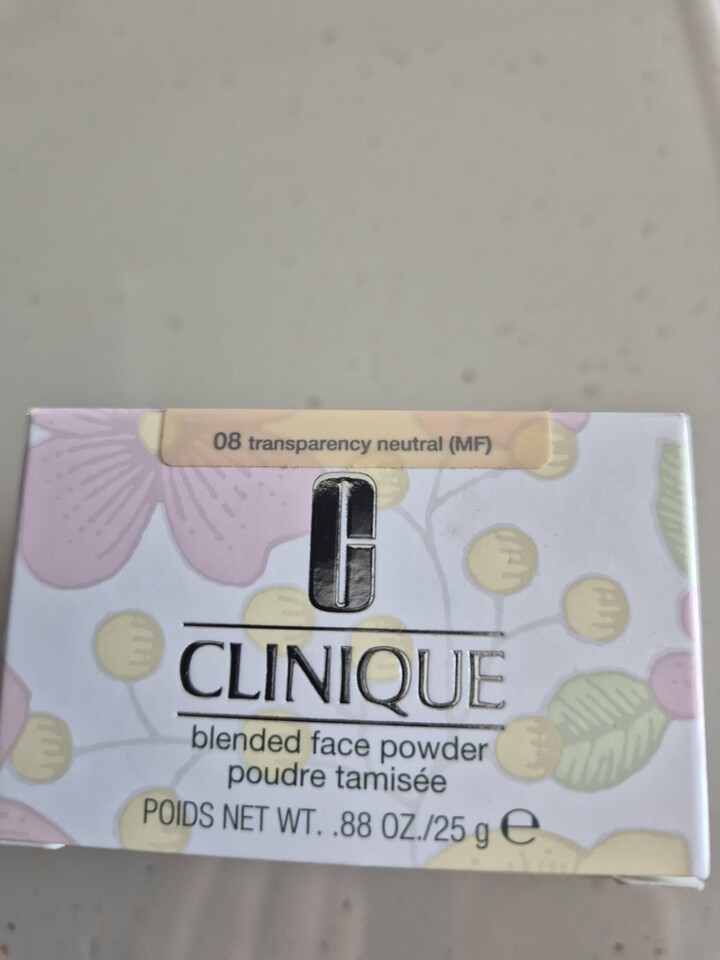 08 transparency neutral (MF)
C
CLINIQUE
blended face powder
poudre tamisée
POIDS NET WT. .88 OZ./25 g ℮